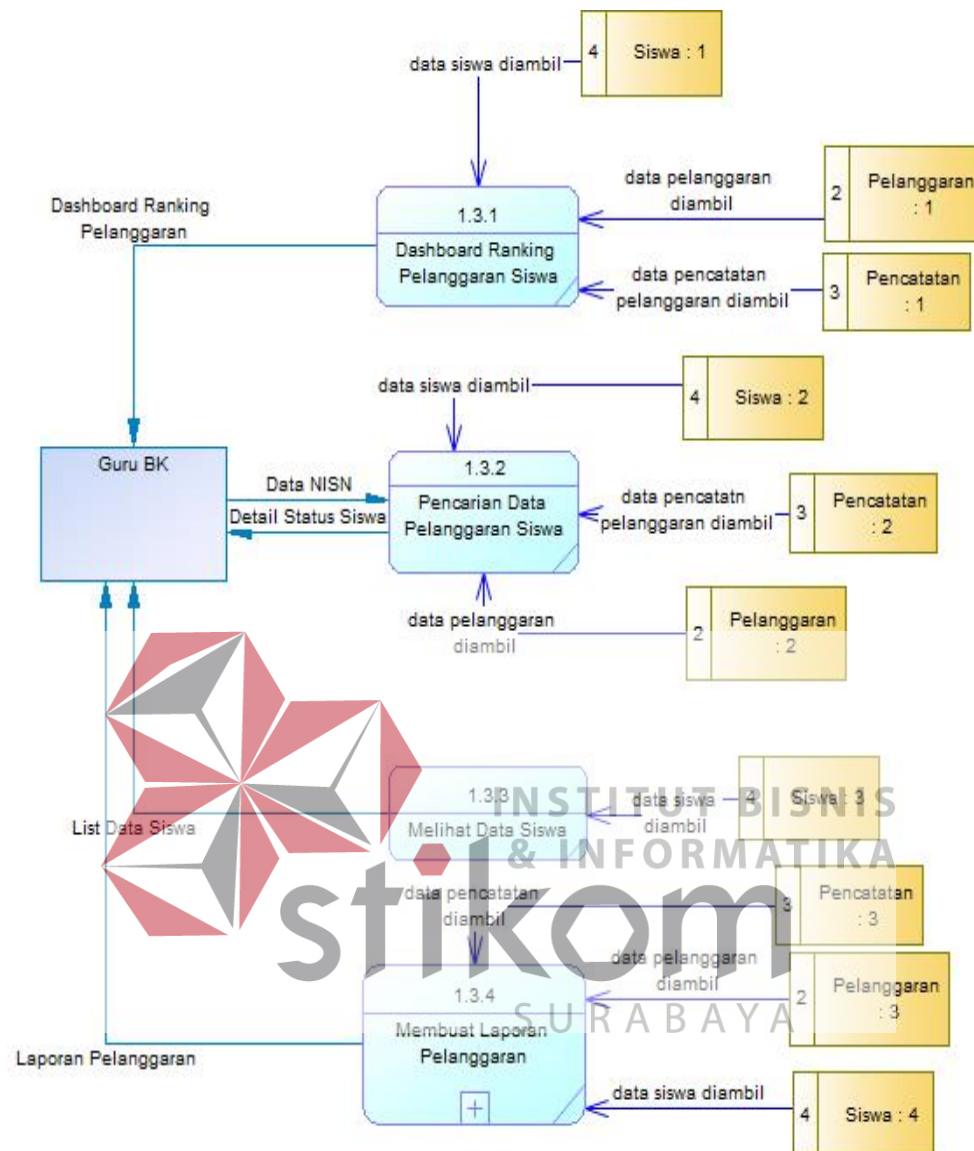 4
Siswa : 1
data siswa diambil
data pelanggaran
diambil
2
Pelanggaran
: 1
Dashboard Ranking
Pelanggaran
1.3.1
Dashboard Ranking
Pelanggaran Siswa
data pencatatan
pelanggaran diambil
3
Pencatatan
: 1
data siswa diambil
4
Siswa : 2
Guru BK
Data NISN
Detail Status Siswa
1.3.2
Pencarian Data
Pelanggaran Siswa
data pencatatn
pelanggaran diambil
3
Pencatatan
: 2
data pelanggaran
diambil
2
Pelanggaran
: 2
1.3.3
Melihat Data Siswa
data siswa
diambil
4
Siswa : 3
List Data Siswa
INSTITUT BISNIS
& INFORMATIKA
stikom
SURABAYA
data pencatatan
diambil
3
Pencatatan
: 3
data pelanggaran
diambil
2
Pelanggaran
: 3
1.3.4
Membuat Laporan
Pelanggaran
+
Laporan Pelanggaran
data siswa diambil
4
Siswa : 4